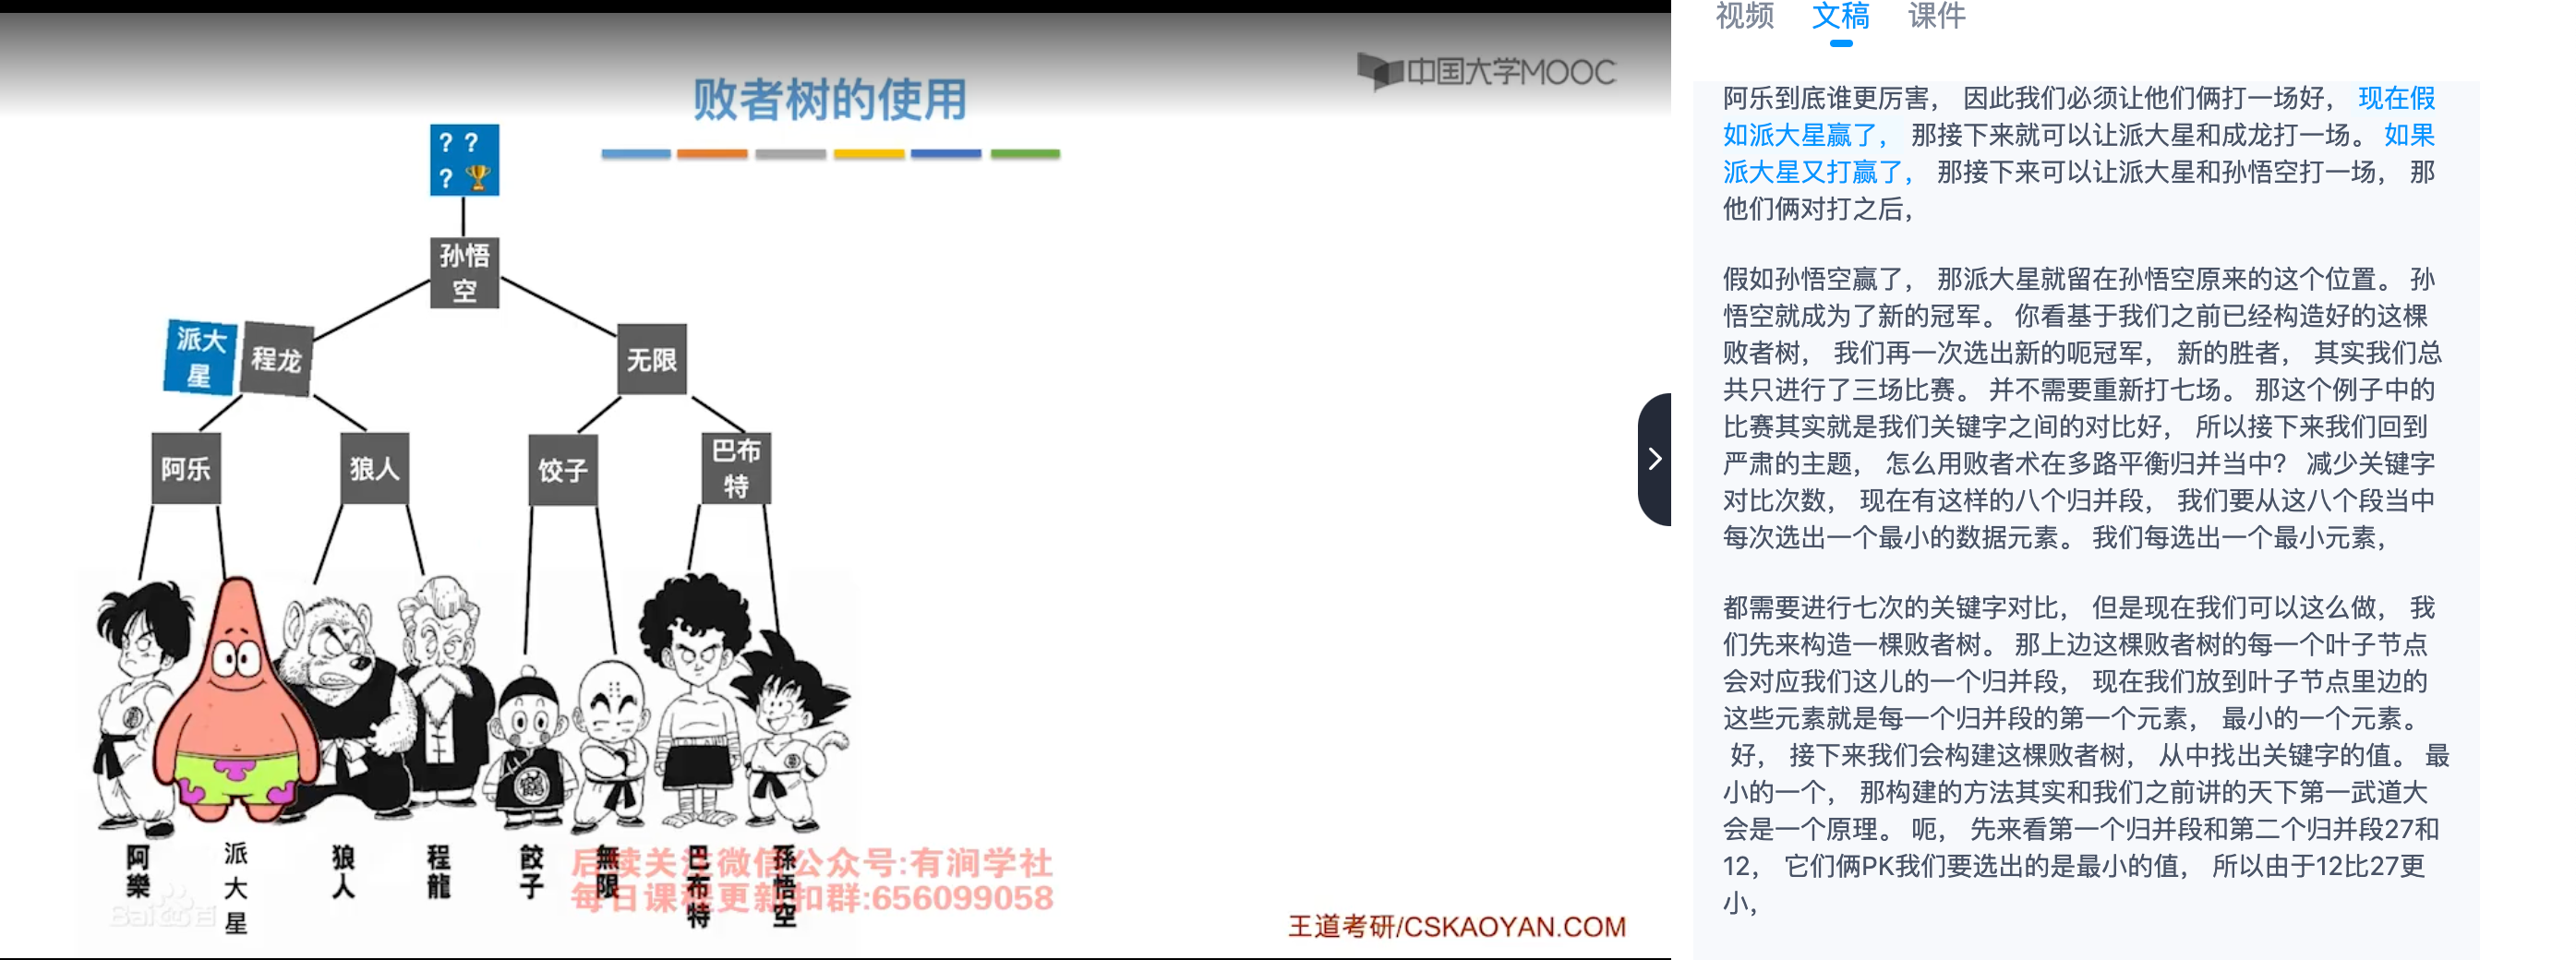 中国大学MOOC
败者树的使用
? ?
?
孙悟
空
派大
星
程龙
无限
阿乐
狼人
饺子
巴布
特
阿樂
派大星
狼人
程龍
餃子
無限
巴布特
孫悟空
Bai
后续关注微信公众号:有涧学社
每日课程更新扣群:656099058
王道考研/CSKAOYAN.COM
视频 文稿 课件
阿乐到底谁更厉害， 因此我们必须让他们俩打一场好， 现在假
如派大星赢了， 那接下来就可以让派大星和成龙打一场。 如果
派大星又打赢了， 那接下来可以让派大星和孙悟空打一场， 那
他们俩对打之后，
假如孙悟空赢了， 那派大星就留在孙悟空原来的这个位置。 孙
悟空就成为了新的冠军。 你看基于我们之前已经构造好的这棵
败者树， 我们再一次选出新的呃冠军， 新的胜者， 其实我们总
共只进行了三场比赛。 并不需要重新打七场。 那这个例子中的
比赛其实就是我们关键字之间的对比好， 所以接下来我们回到
严肃的主题， 怎么用败者术在多路平衡归并当中? 减少关键字
对比次数， 现在有这样的八个归并段， 我们要从这八个段当中
每次选出一个最小的数据元素。 我们每选出一个最小元素，
都需要进行七次的关键字对比， 但是现在我们可以这么做， 我
们先来构造一棵败者树。 那上边这棵败者树的每一个叶子节点
会对应我们这儿的一个归并段， 现在我们放到叶子节点里边的
这些元素就是每一个归并段的第一个元素， 最小的一个元素。
好， 接下来我们会构建这棵败者树， 从中找出关键字的值。 最
小的一个， 那构建的方法其实和我们之前讲的天下第一武道大
会是一个原理。 呃， 先来看第一个归并段和第二个归并段27和
12， 它们俩PK我们要选出的是最小的值， 所以由于12比27更
小，